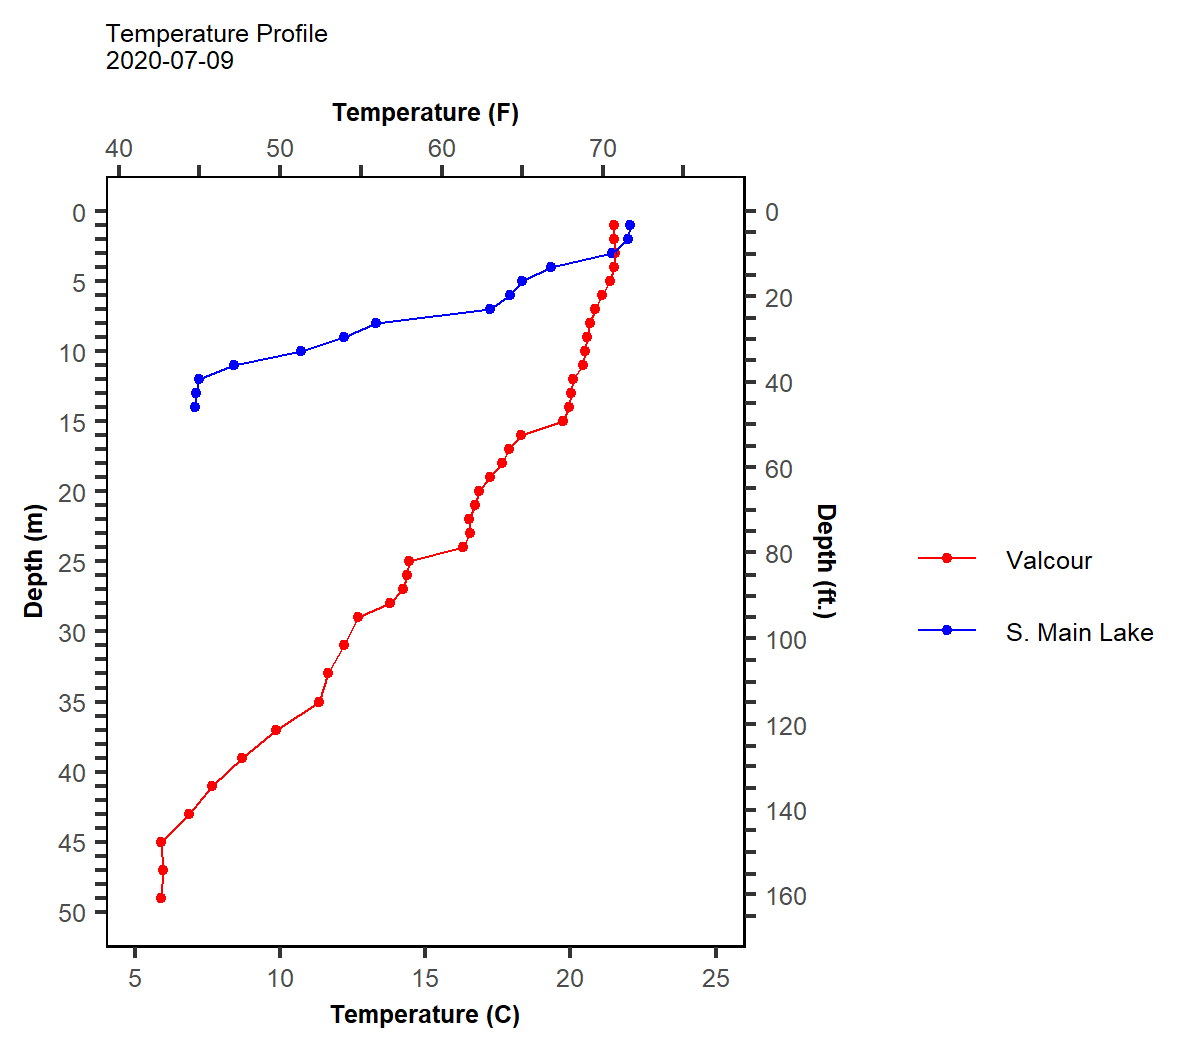 Temperature Profile
2020-07-09
Temperature (F)
40 50 60 70
0
5
10
15
20
25
30
35
40
45
50
Depth (m)
0
20
40
60
80
100
120
140
160
Depth (ft.)
Valcour
S. Main Lake
5 10 15 20 25
Temperature (C)